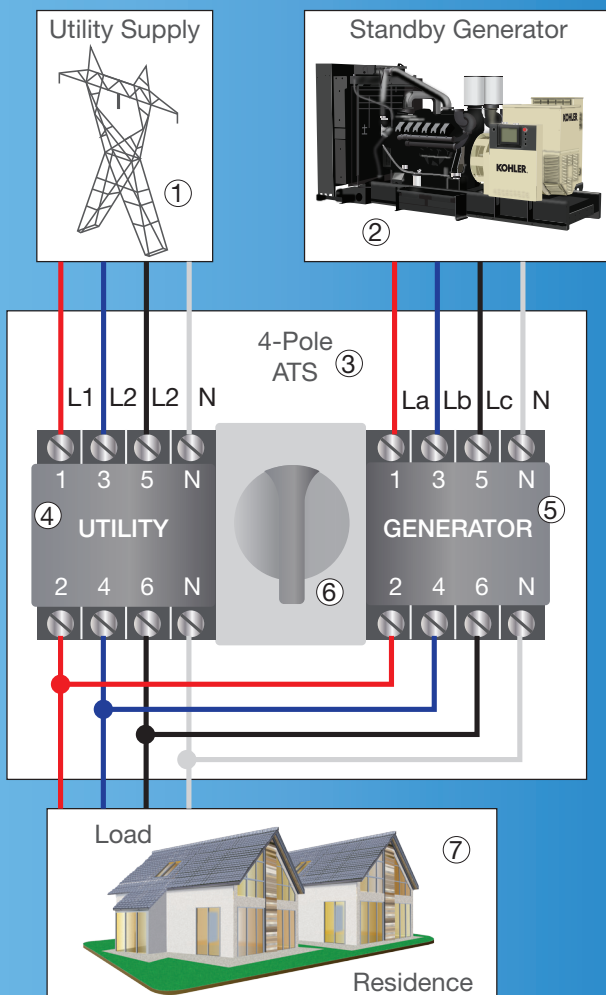 Utility Supply
Standby Generator
KOHLER
KOHLER.
①
②
4-Pole
ATS
③
L1 L2 L2 N
La Lb Lc N
1 3 5 N
1 3 5 N
④
UTILITY
GENERATOR
⑤
⑥
2 4 6 N
2 4 6 N
Load
⑦
Residence